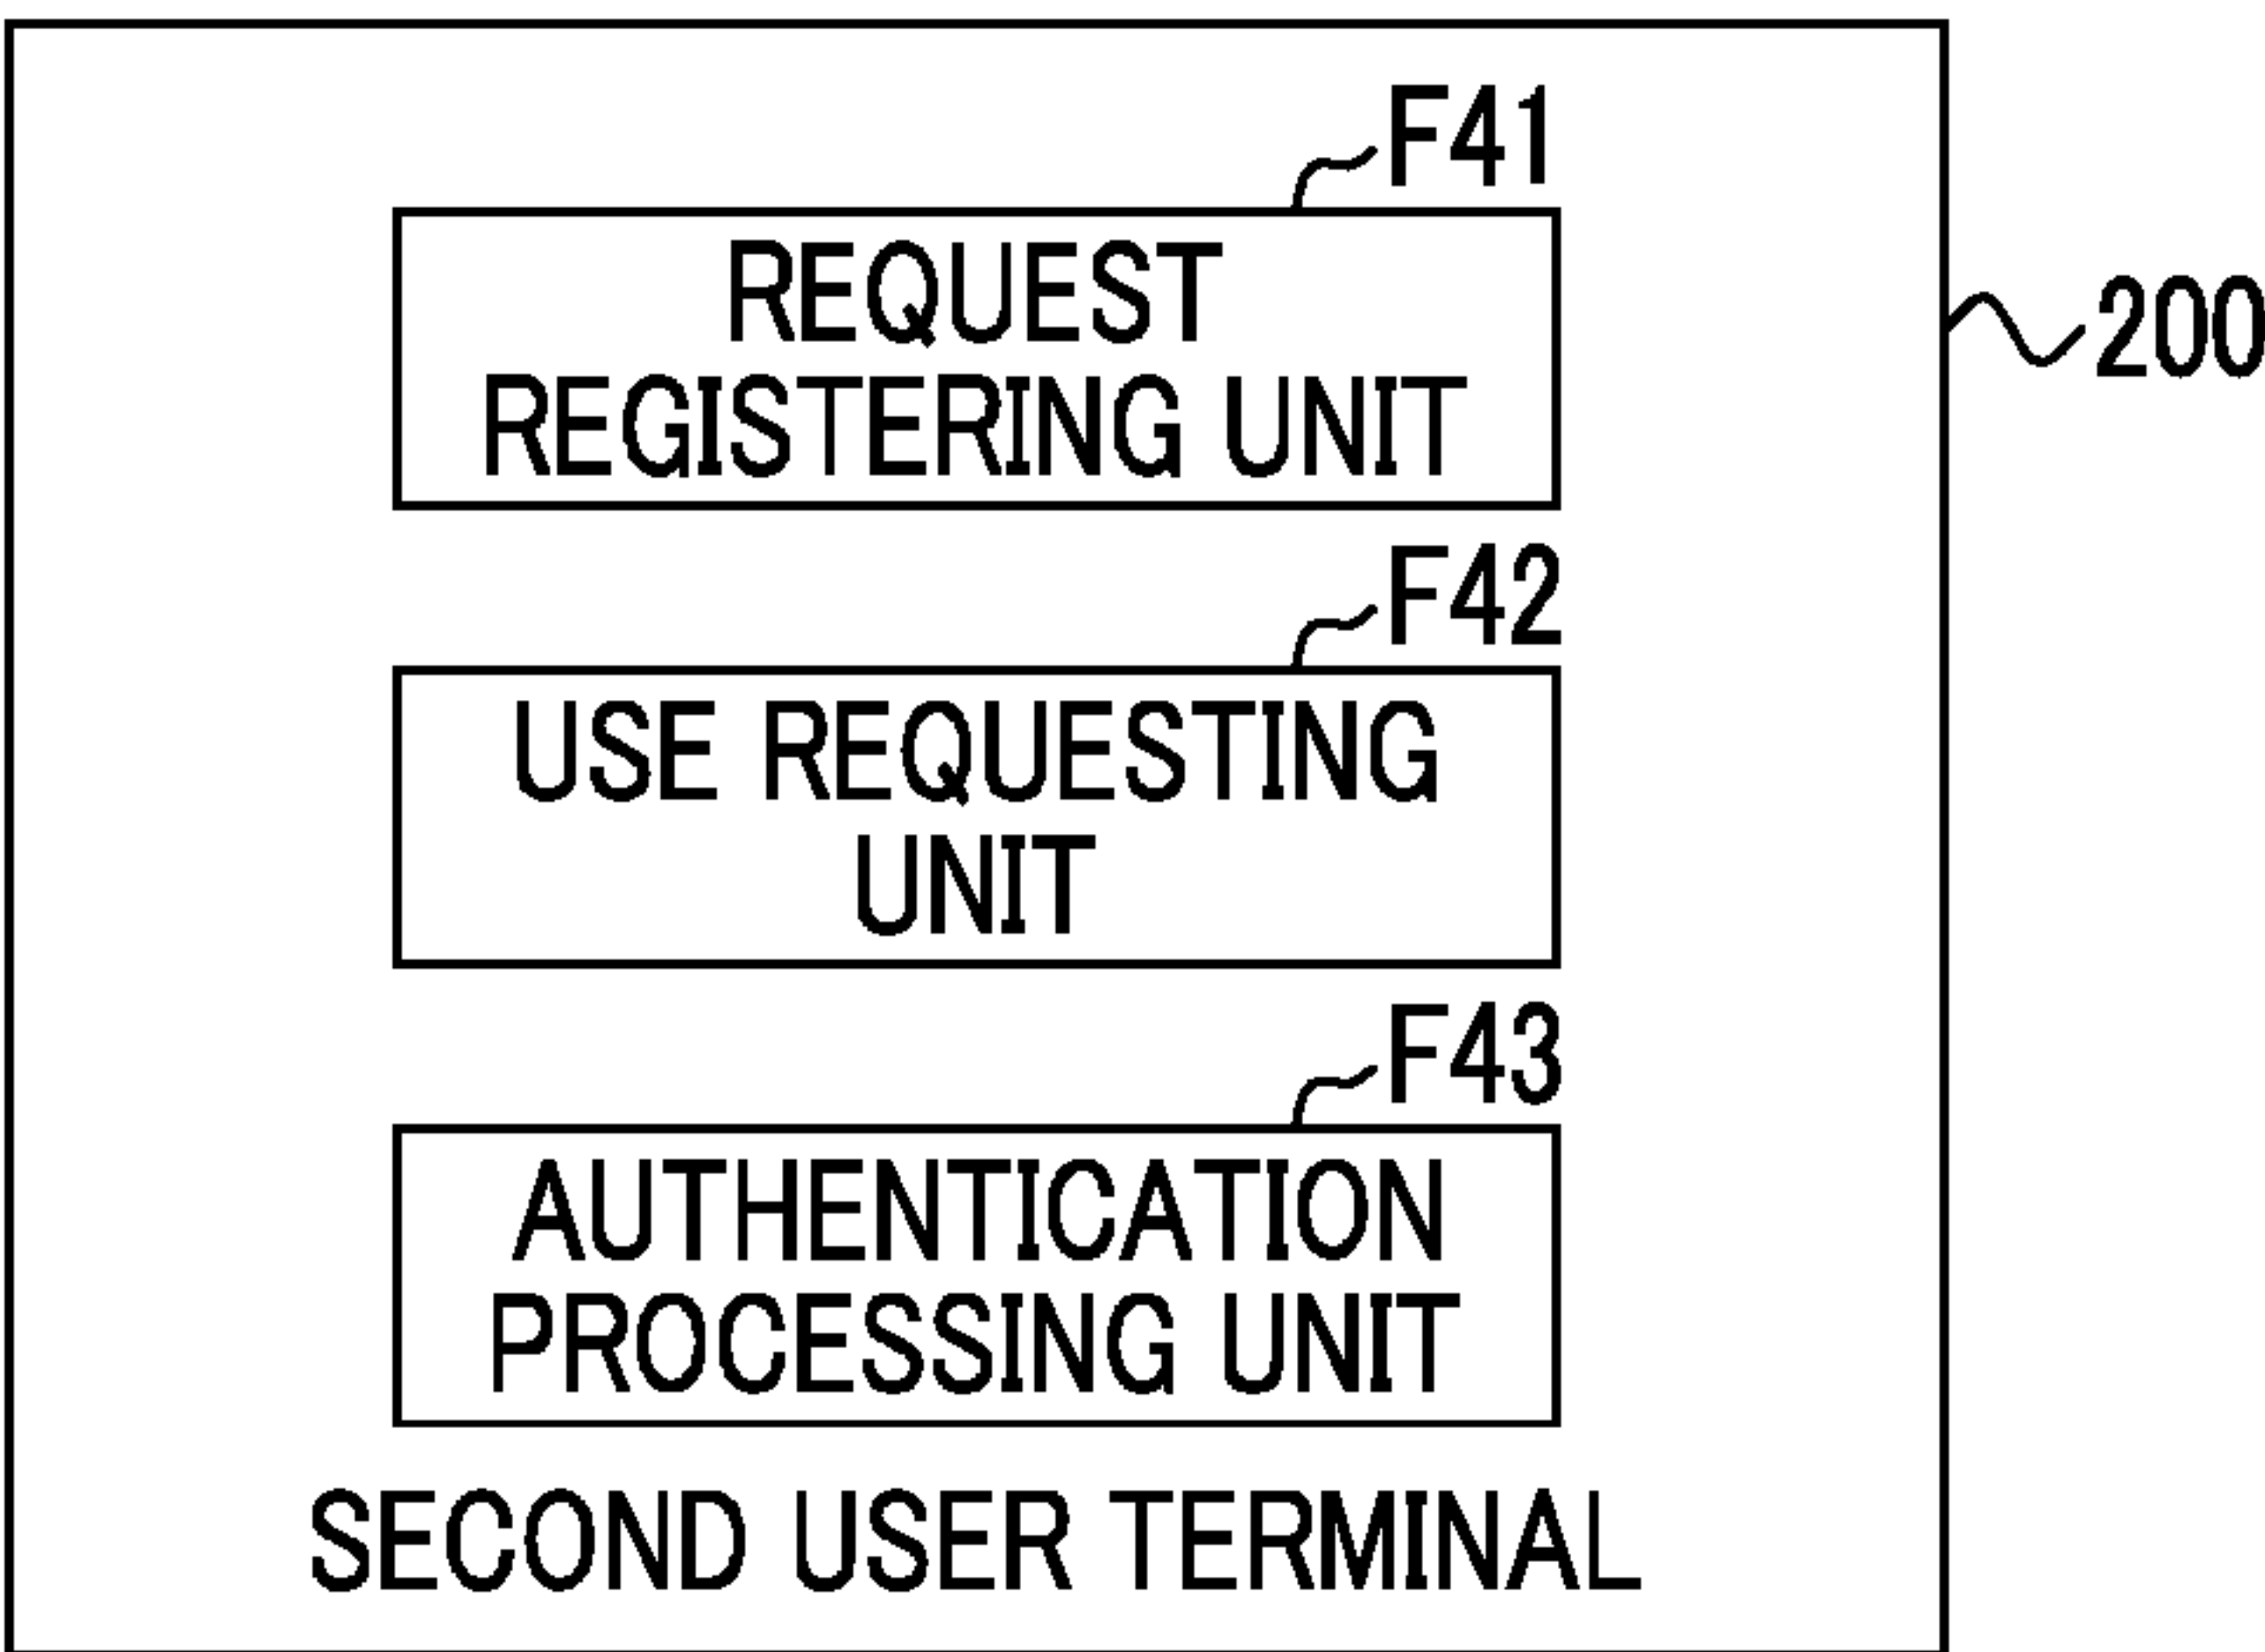 F41
REQUEST
REGISTERING UNIT
200
F42
USE REQUESTING
UNIT
F43
AUTHENTICATION
PROCESSING UNIT
SECOND USER TERMINAL